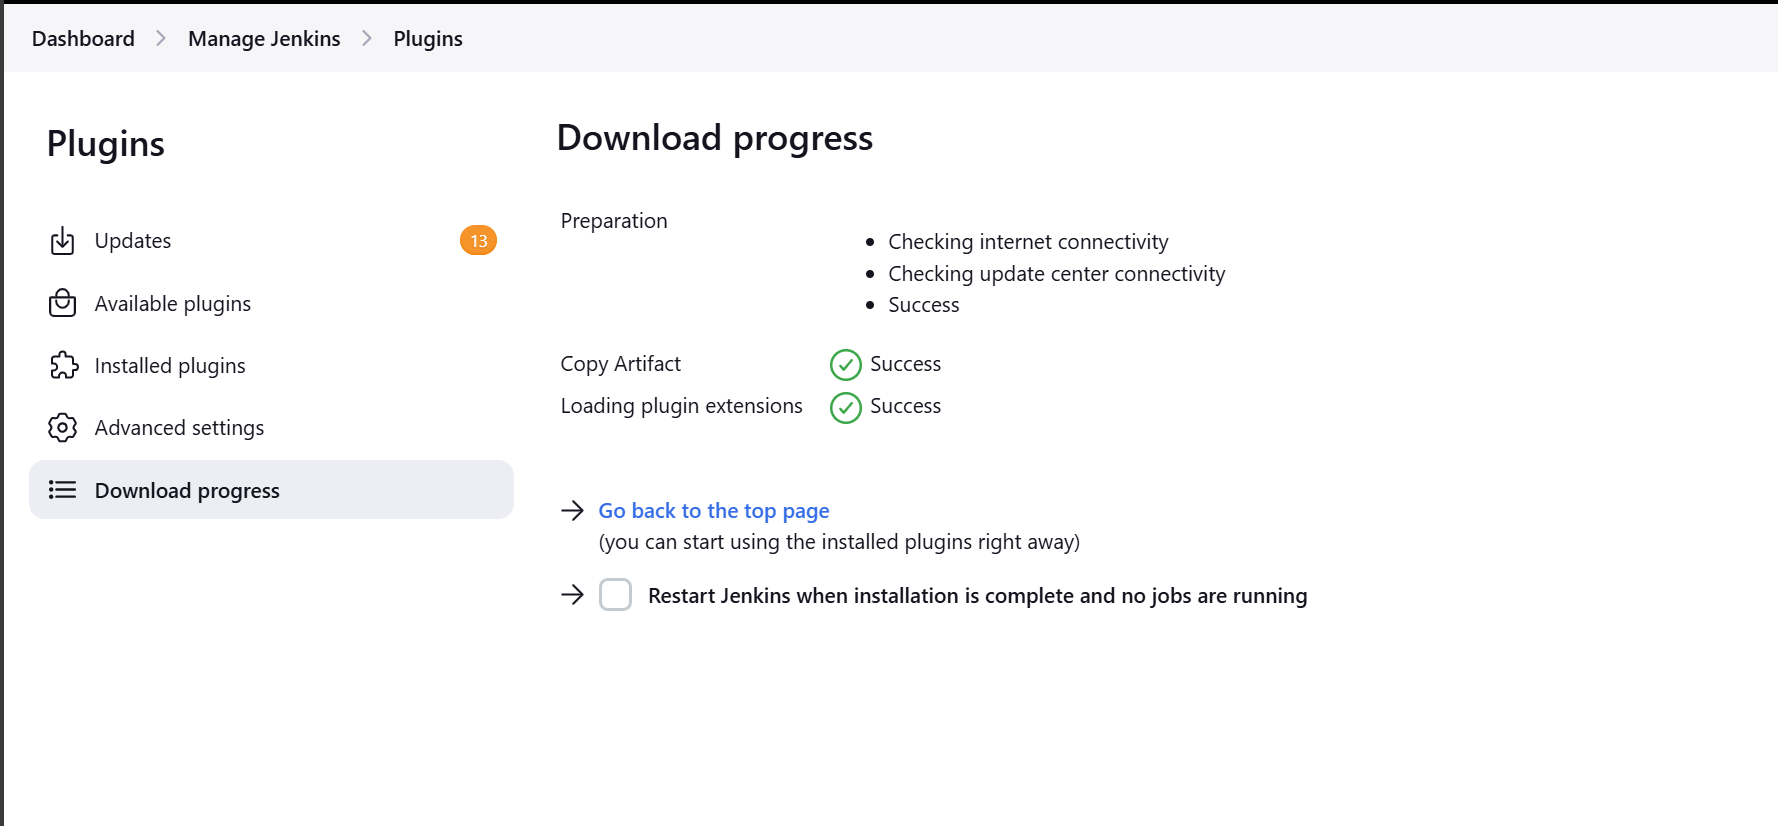 Dashboard > Manage Jenkins > Plugins
Plugins
Updates 13
Available plugins
Installed plugins
Advanced settings
Download progress
Download progress
Preparation
Checking internet connectivity
Checking update center connectivity
Success
Copy Artifact Success
Loading plugin extensions Success
Go back to the top page
(you can start using the installed plugins right away)
Restart Jenkins when installation is complete and no jobs are running